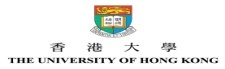 香港大學
THE UNIVERSITY OF HONG KONG